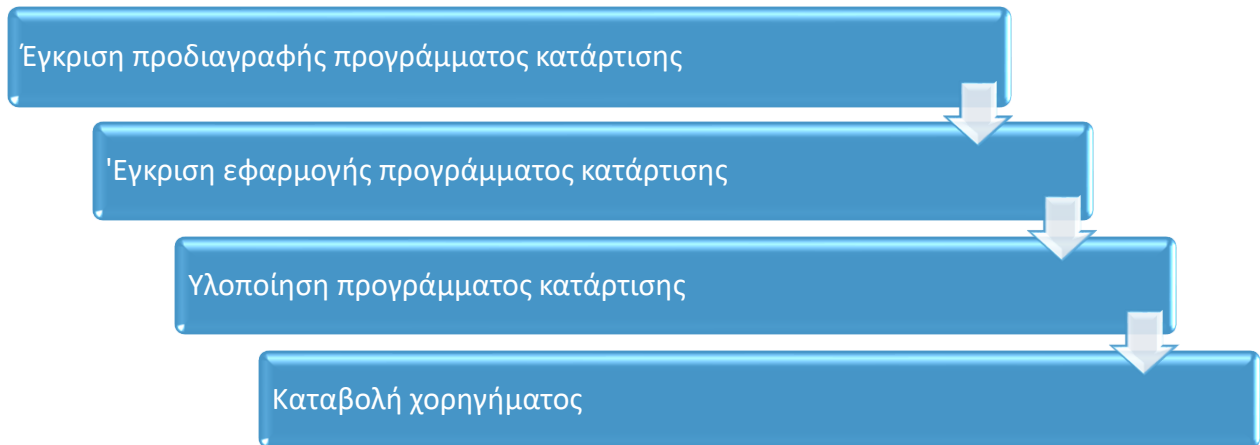 Έγκριση προδιαγραφής προγράμματος κατάρτισης
'Εγκριση εφαρμογής προγράμματος κατάρτισης
Υλοποίηση προγράμματος κατάρτισης
Καταβολή χορηγήματος